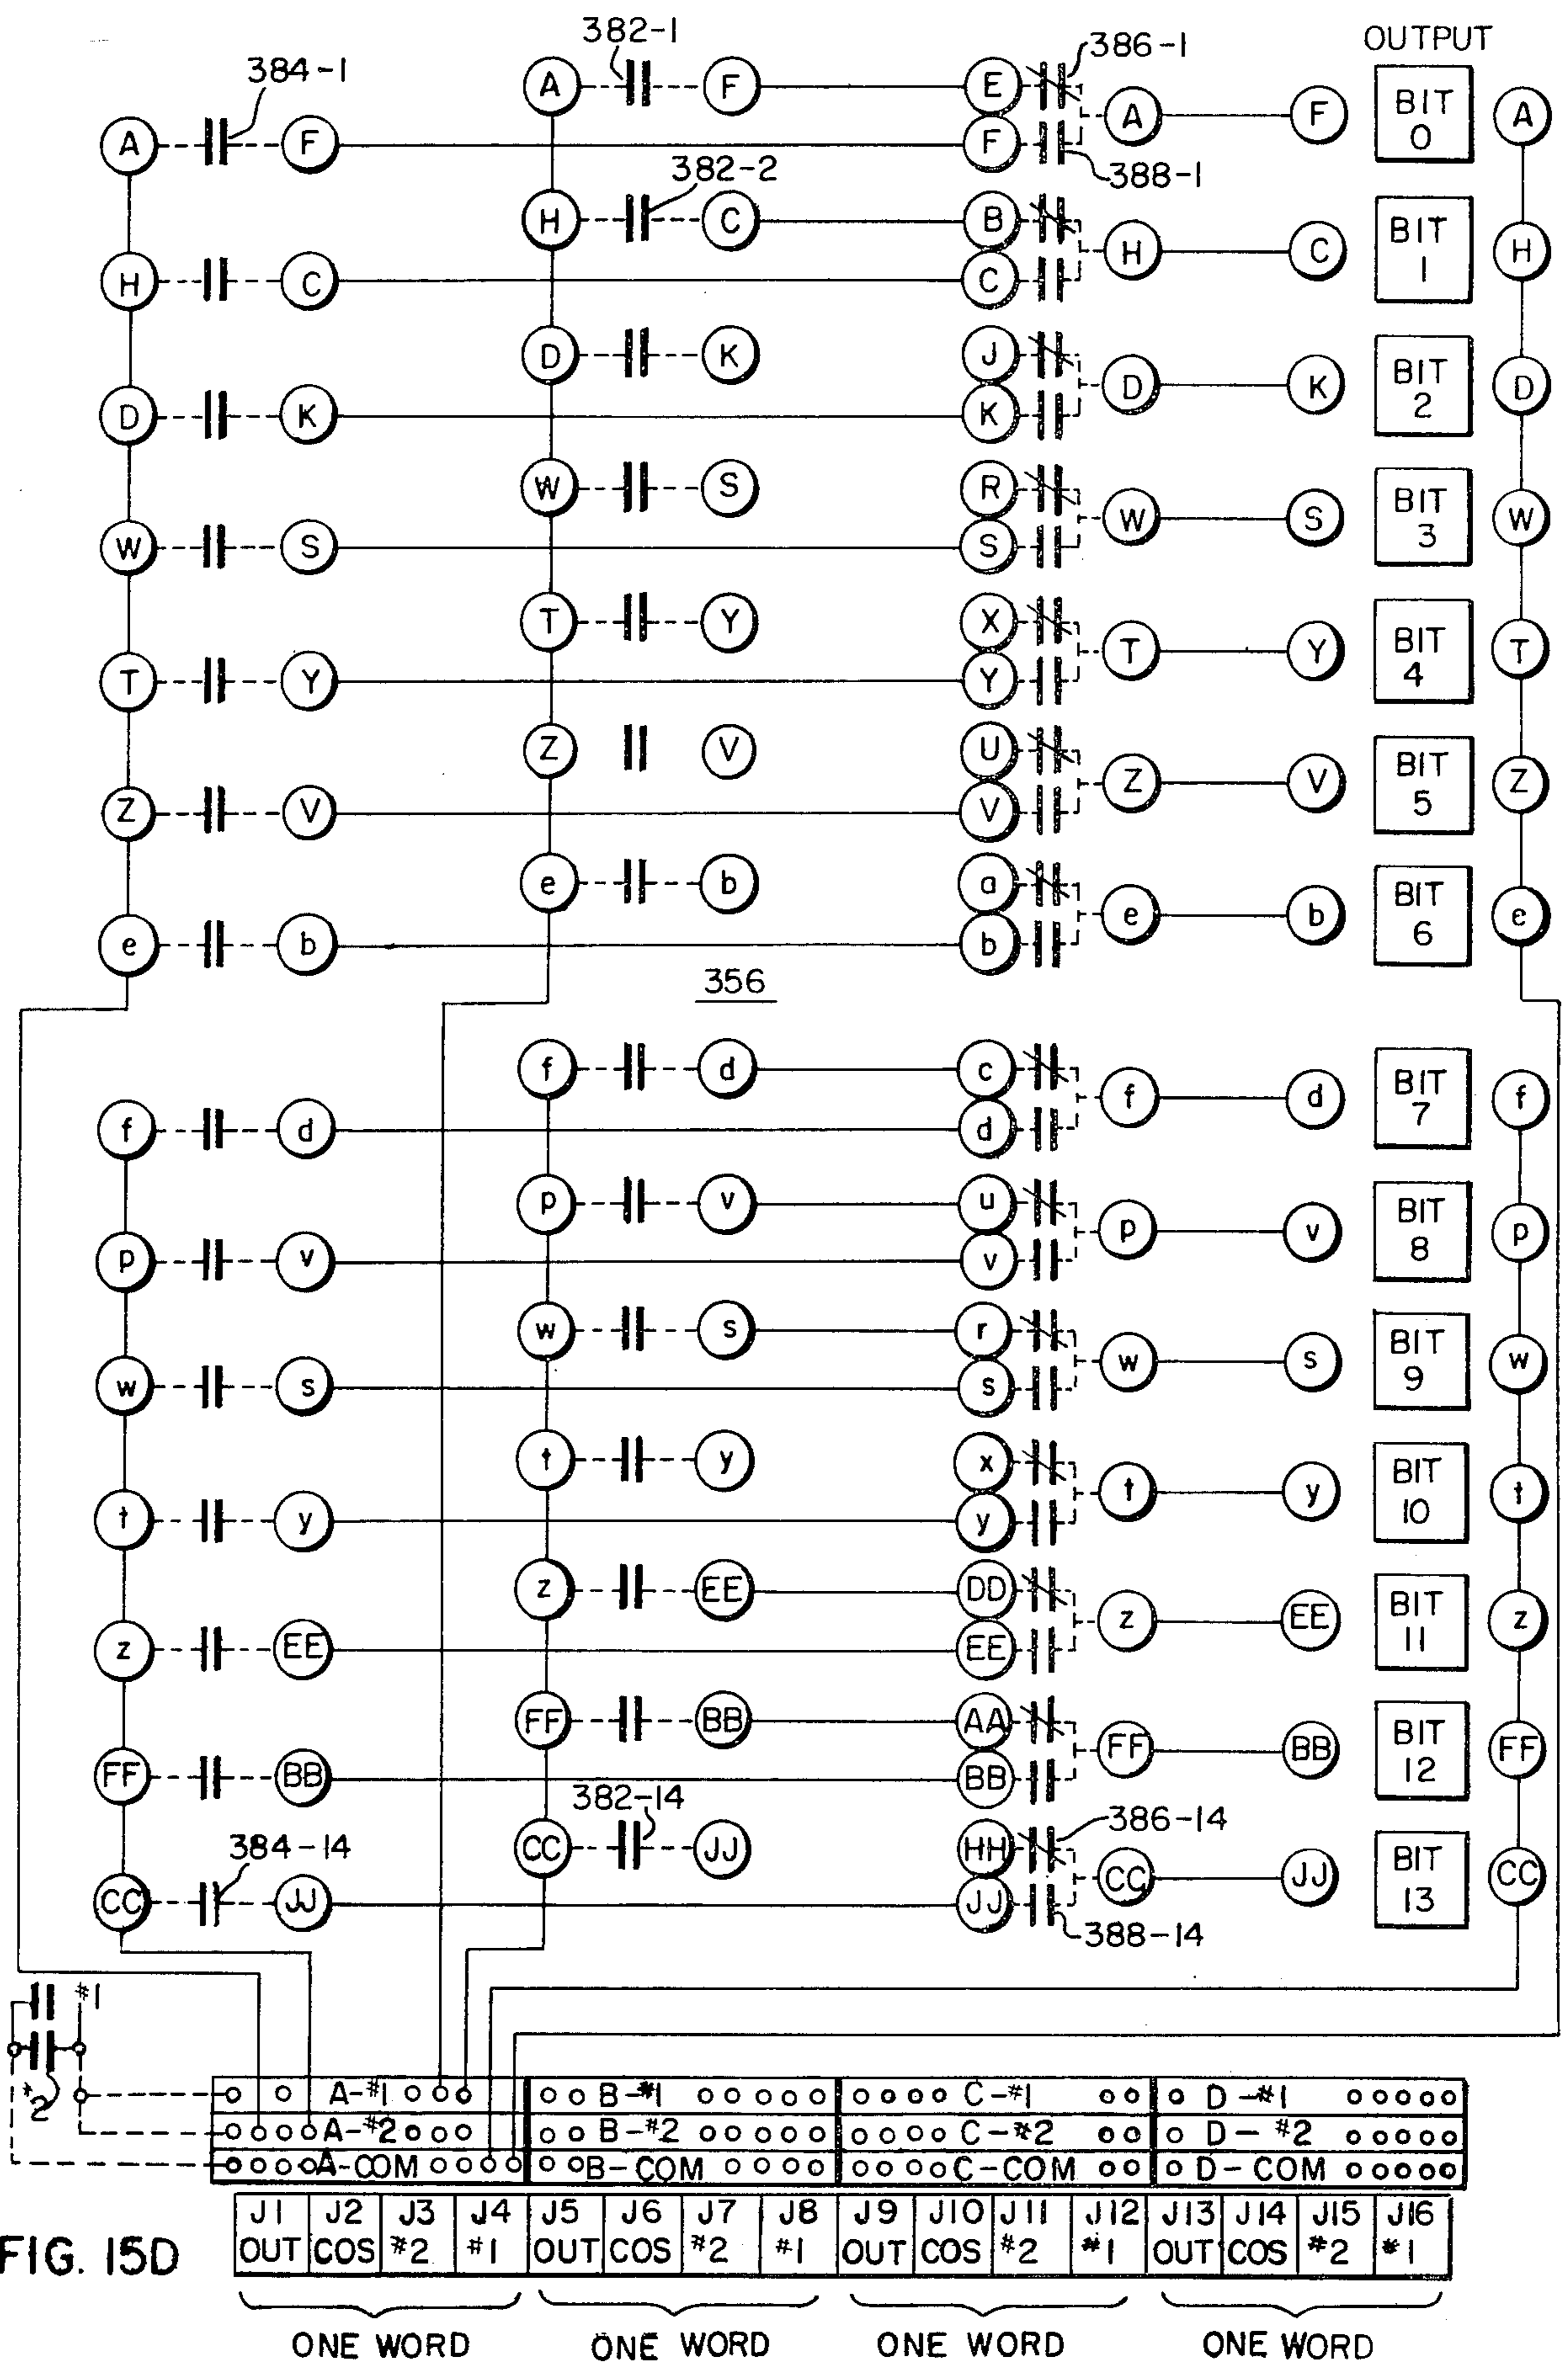 382-1
386-1
OUTPUT
384-1
A F E A F BIT 0 A
A F F
388-1
382-2
H C B H C BIT 1 H
H C C
D K J D K BIT 2 D
D K K
W S R W S BIT 3 W
W S S
T Y X T Y BIT 4 T
T Y Y
Z V U Z V BIT 5 Z
Z V V
e b a e b BIT 6 e
e b b
356
f d c f d BIT 7 f
f d d
p v u p v BIT 8 p
p v v
w s r w s BIT 9 w
w s s
t y x t y BIT 10 t
t y y
z EE DD z EE BIT 11 z
z EE EE
FF BB AA FF BB BIT 12 FF
FF BB BB
382-14
386-14
384-14
CC JJ HH CC JJ BIT 13 CC
CC JJ JJ
388-14
#1
#2
A-#1 B-#1 C-#1 D-#1
A-#2 B-#2 C-#2 D-#2
A-COM B-COM C-COM D-COM
J1 J2 J3 J4 J5 J6 J7 J8 J9 J10 J11 J12 J13 J14 J15 J16
OUT COS #2 #1 OUT COS #2 #1 OUT COS #2 #1 OUT COS #2 #1
FIG. 15D
ONE WORD ONE WORD ONE WORD ONE WORD